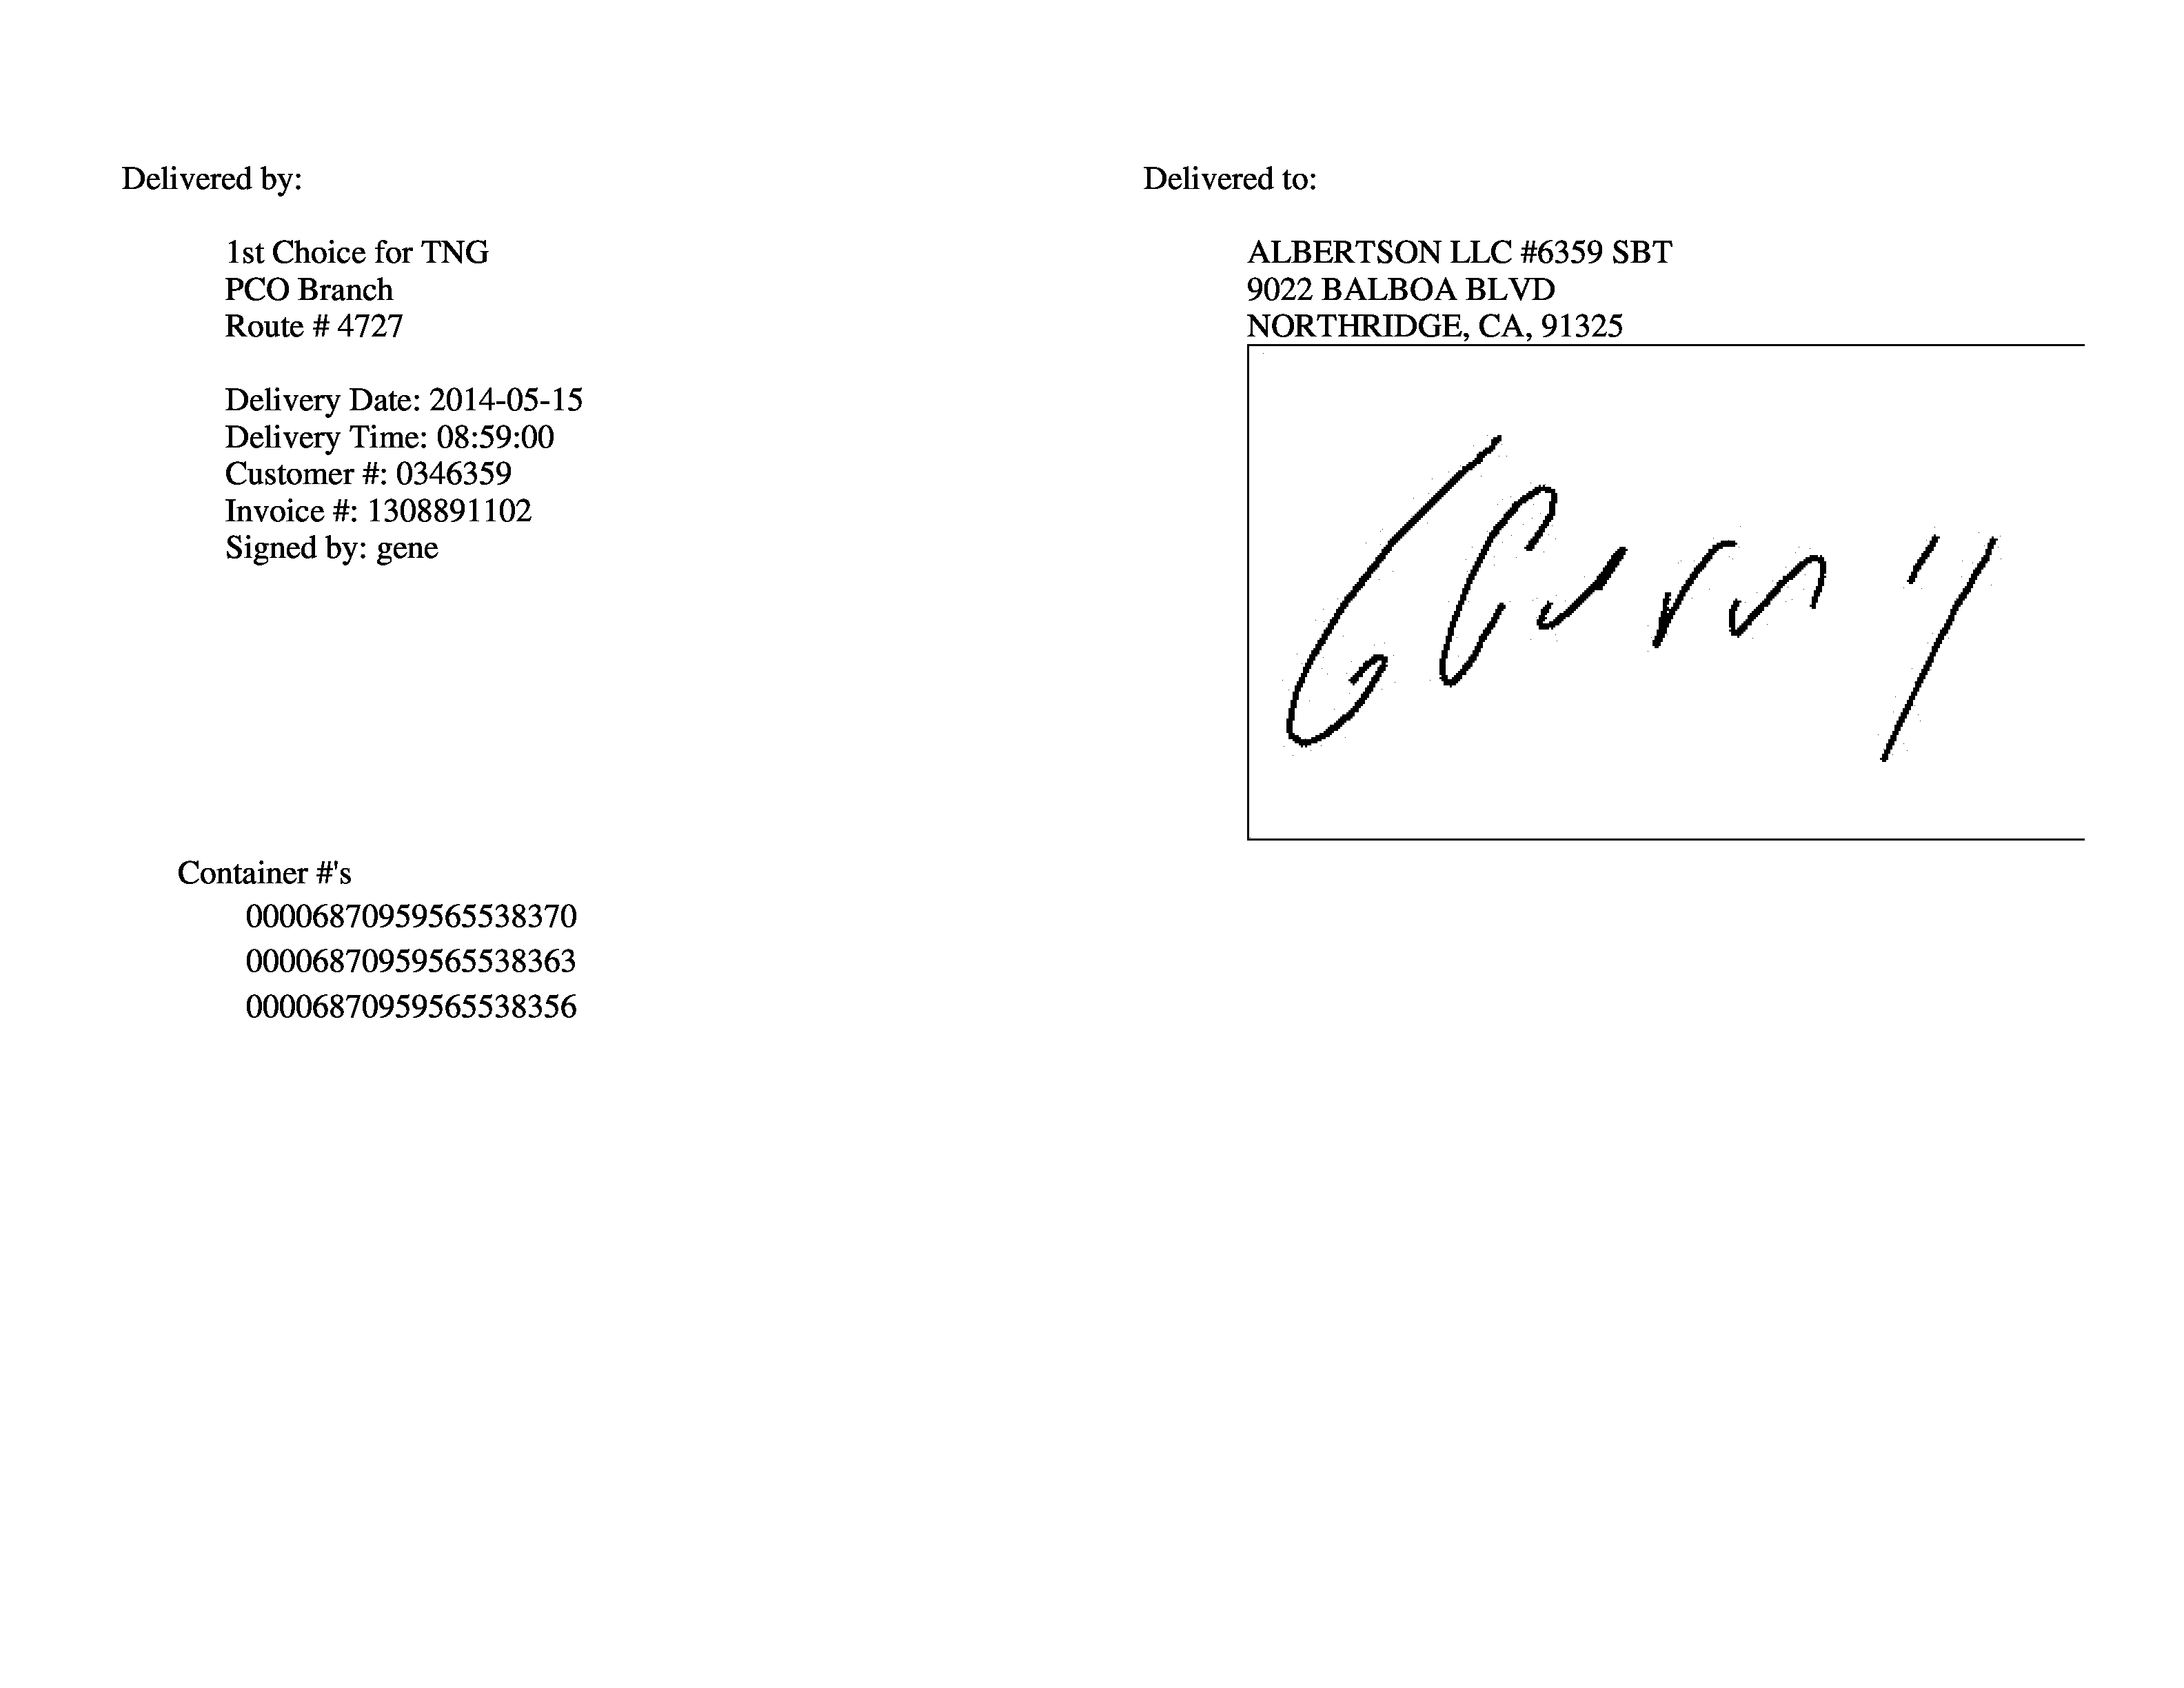 Delivered by:
1st Choice for TNG
PCO Branch
Route # 4727
Delivery Date: 2014-05-15
Delivery Time: 08:59:00
Customer #: 0346359
Invoice #: 1308891102
Signed by: gene
Delivered to:
ALBERTSON LLC #6359 SBT
9022 BALBOA BLVD
NORTHRIDGE, CA, 91325
Container #'s
00006870959565538370
00006870959565538363
00006870959565538356